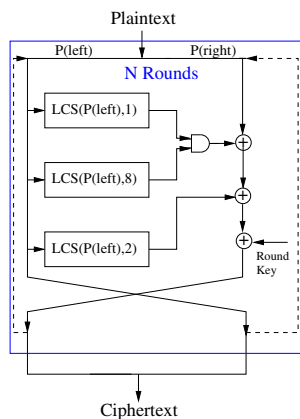 Plaintext
P(left) P(right)
N Rounds
LCS(P(left),1)
+
LCS(P(left),8)
+
LCS(P(left),2)
+
Round
Key
Ciphertext